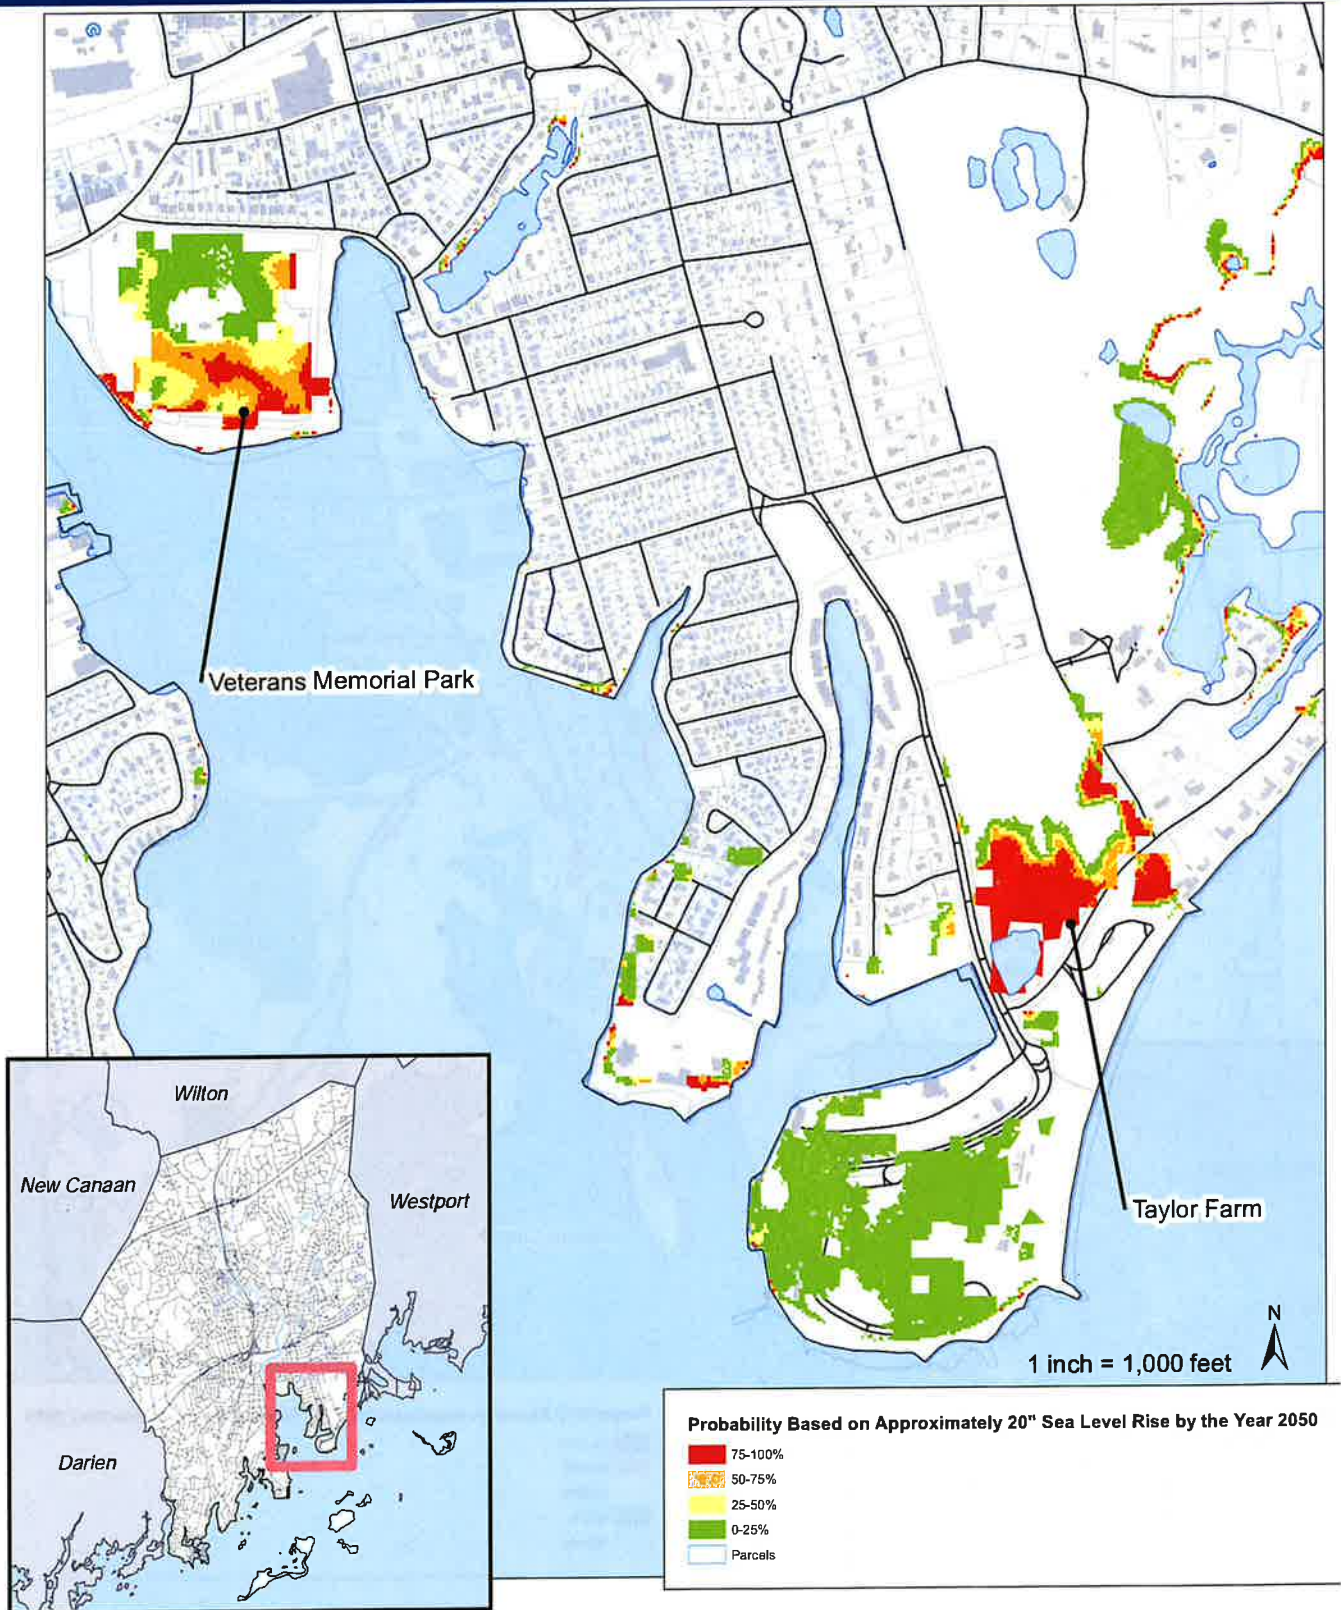 Veterans Memorial Park
Taylor Farm
Wilton
New Canaan
Westport
Darien
N
1 inch = 1,000 feet
Probability Based on Approximately 20" Sea Level Rise by the Year 2050
75-100%
50-75%
25-50%
0-25%
Parcels